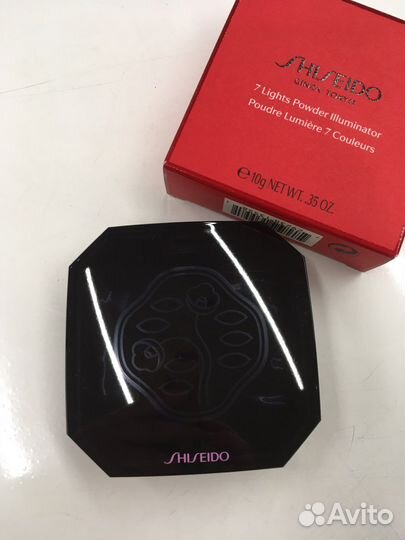 SHISEIDO
GINZA TOKYO
7 Lights Powder Illuminator
Poudre Lumière 7 Couleurs
e 10g NET WT. .35 OZ.
SHISEIDO
Avito